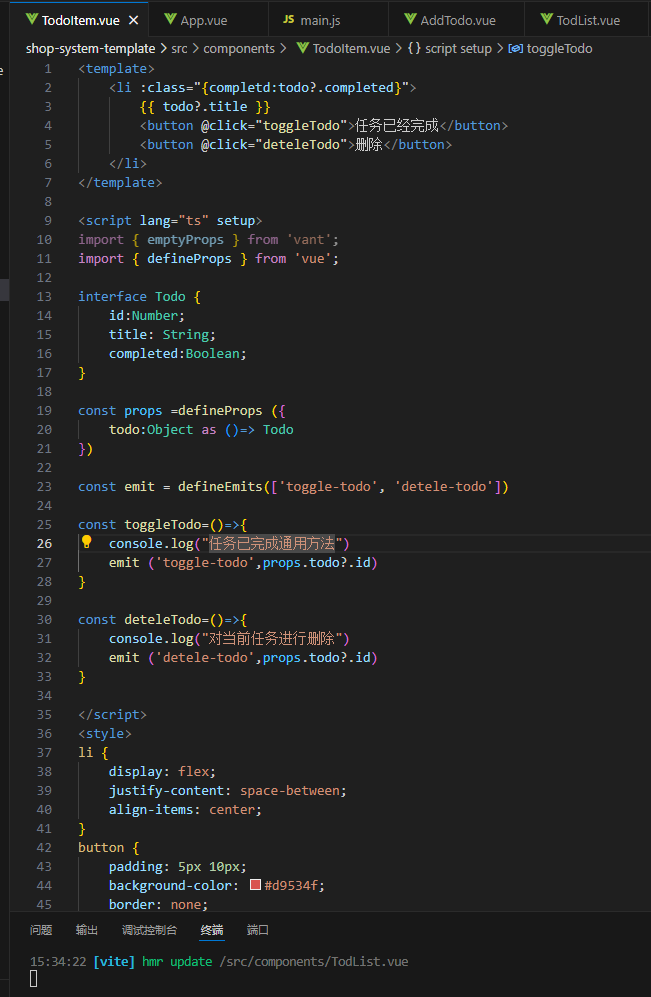 TodoItem.vue × App.vue JS main.js AddTodo.vue TodList.vue
shop-system-template > src > components > TodoItem.vue > {} script setup > toggleTodo
1 <template>
2 <li :class="{completd:todo?.completed}">
3 {{ todo?.title }}
4 <button @click="toggleTodo">任务已经完成</button>
5 <button @click="deteleTodo">删除</button>
6 </li>
7 </template>
8
9 <script lang="ts" setup>
10 import { emptyProps } from 'vant';
11 import { defineProps } from 'vue';
12
13 interface Todo {
14 id:Number;
15 title: String;
16 completed:Boolean;
17 }
18
19 const props =defineProps ({
20 todo:Object as ()=> Todo
21 })
22
23 const emit = defineEmits(['toggle-todo', 'detele-todo'])
24
25 const toggleTodo=()=>{
26 console.log("任务已完成通用方法")
27 emit ('toggle-todo',props.todo?.id)
28 }
29
30 const deteleTodo=()=>{
31 console.log("对当前任务进行删除")
32 emit ('detele-todo',props.todo?.id)
33 }
34
35 </script>
36 <style>
37 li {
38 display: flex;
39 justify-content: space-between;
40 align-items: center;
41 }
42 button {
43 padding: 5px 10px;
44 background-color: #d9534f;
45 border: none;
问题 输出 调试控制台 终端 端口
15:34:22 [vite] hmr update /src/components/TodList.vue